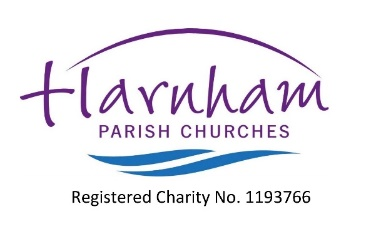 Harnham
PARISH CHURCHES
Registered Charity No. 1193766